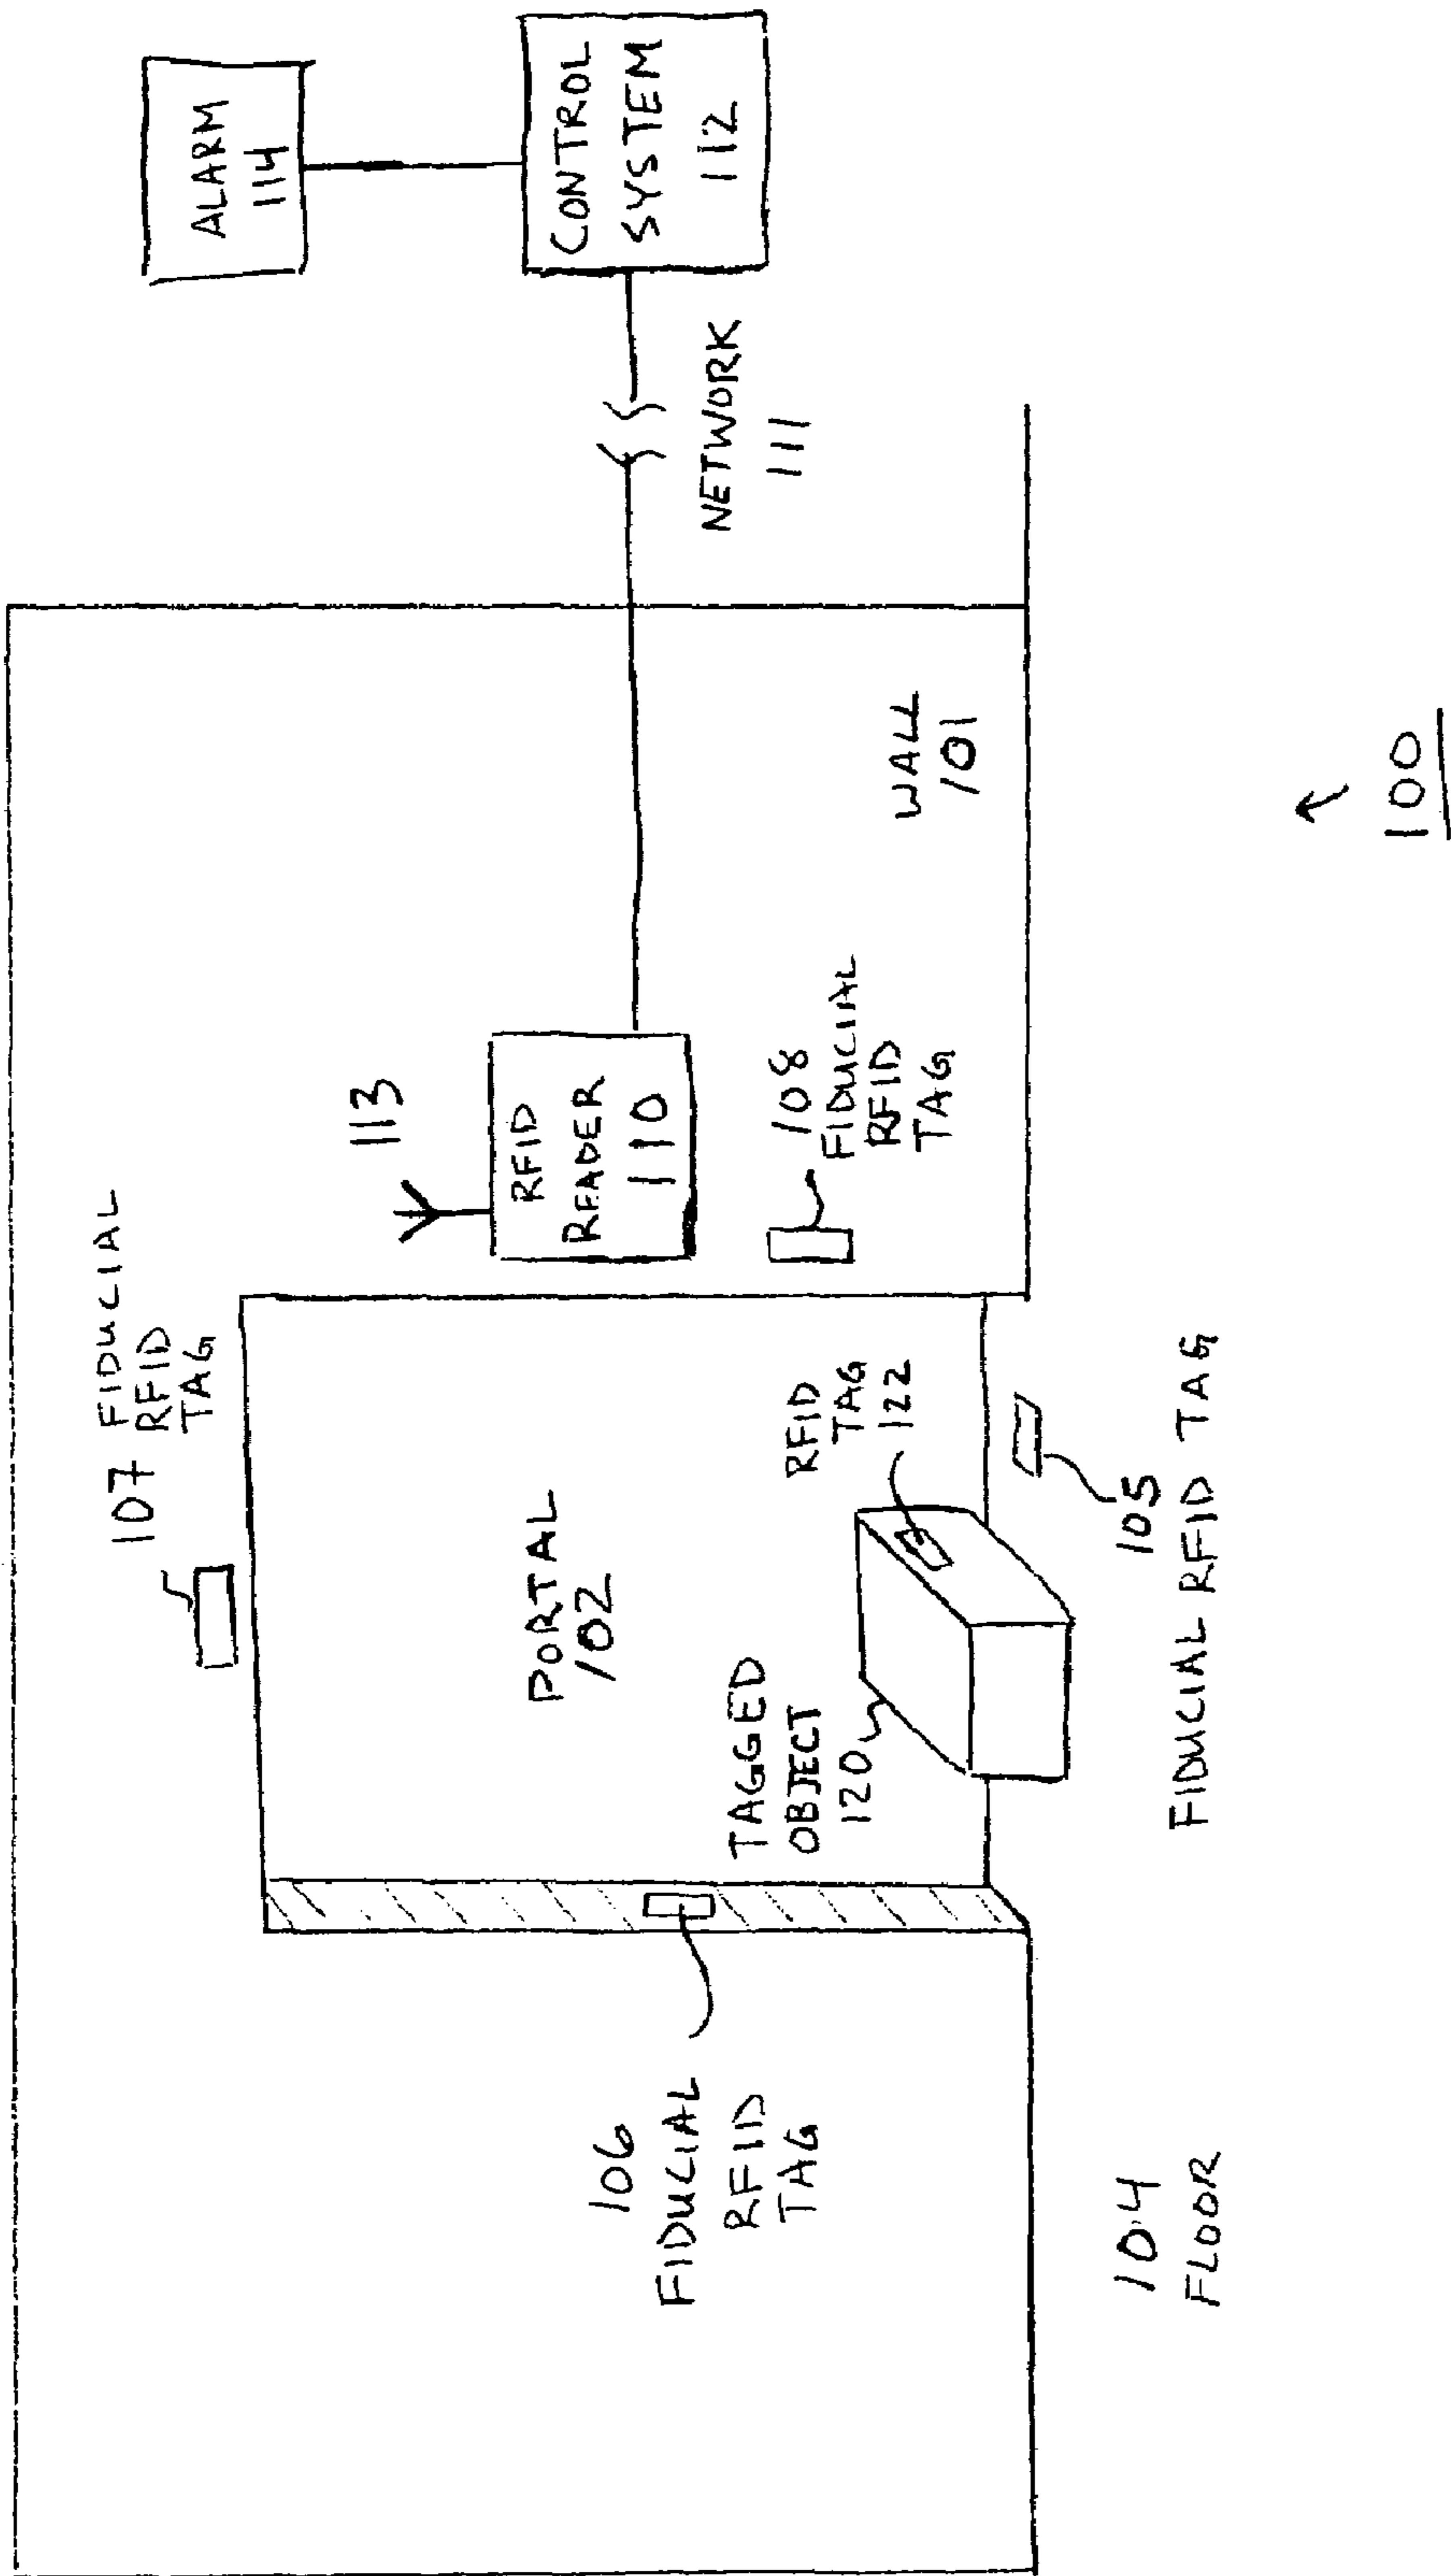 107 FIDUCIAL
RFID
TAG
ALARM
114
113
CONTROL
SYSTEM
112
RFID
READER
110
NETWORK
111
PORTAL
102
106
FIDUCIAL
RFID
TAG
108
FIDUCIAL
RFID
TAG
TAGGED
OBJECT
120
RFID
TAG
122
WALL
101
105
FIDUCIAL RFID TAG
104
FLOOR
100